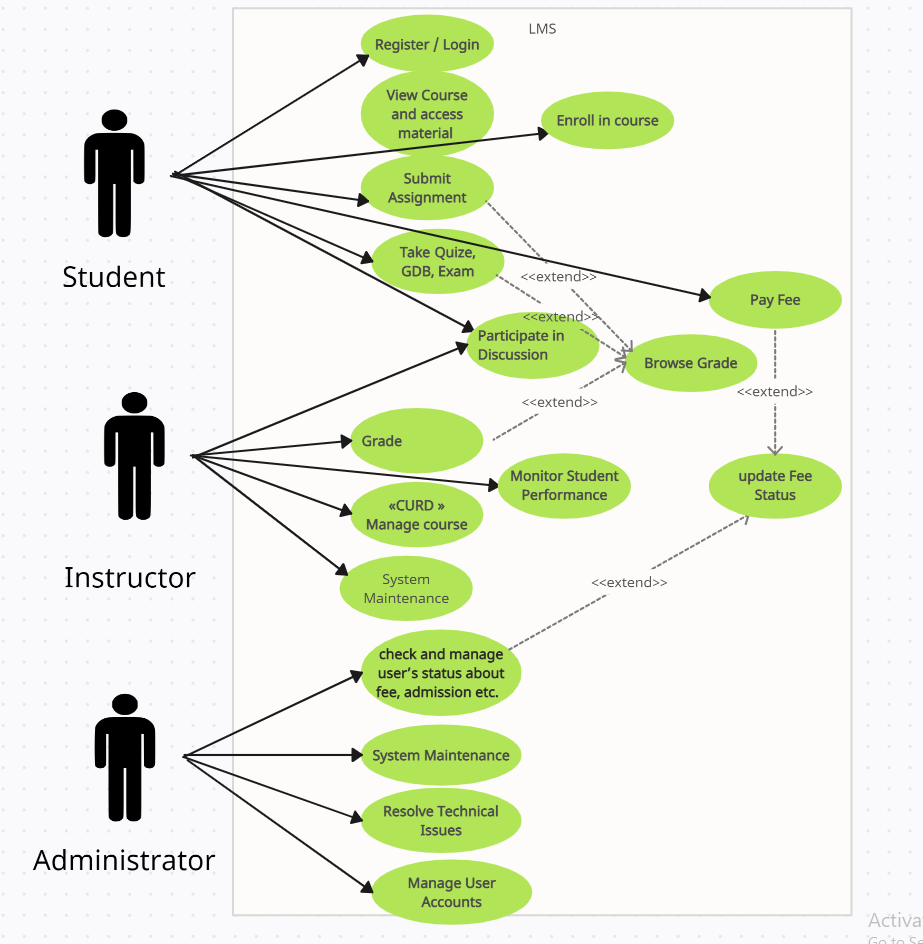 LMS
Register / Login
View Course
and access
material
Enroll in course
Submit
Assignment
Student
Take Quize,
GDB, Exam
<<extend>>
Pay Fee
<<extend>>
Participate in
Discussion
Browse Grade
<<extend>>
<<extend>>
Grade
Monitor Student
Performance
update Fee
Status
«CURD »
Manage course
Instructor
System
Maintenance
<<extend>>
check and manage
user's status about
fee, admission etc.
System Maintenance
Resolve Technical
Issues
Administrator
Manage User
Accounts
Activa
Go to Se